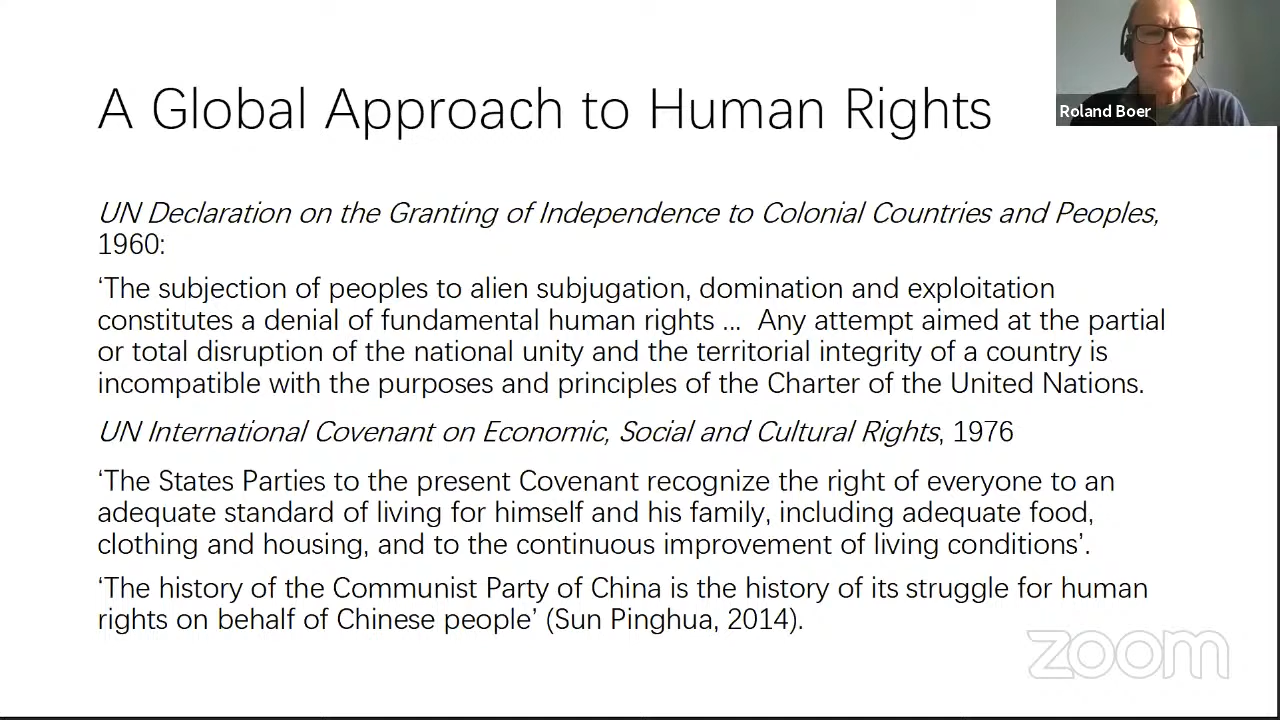 A Global Approach to Human Rights
Roland Boer
UN Declaration on the Granting of Independence to Colonial Countries and Peoples,
1960:
‘The subjection of peoples to alien subjugation, domination and exploitation
constitutes a denial of fundamental human rights ...  Any attempt aimed at the partial
or total disruption of the national unity and the territorial integrity of a country is
incompatible with the purposes and principles of the Charter of the United Nations.
UN International Covenant on Economic, Social and Cultural Rights, 1976
‘The States Parties to the present Covenant recognize the right of everyone to an
adequate standard of living for himself and his family, including adequate food,
clothing and housing, and to the continuous improvement of living conditions’.
‘The history of the Communist Party of China is the history of its struggle for human
rights on behalf of Chinese people’ (Sun Pinghua, 2014).
zoom